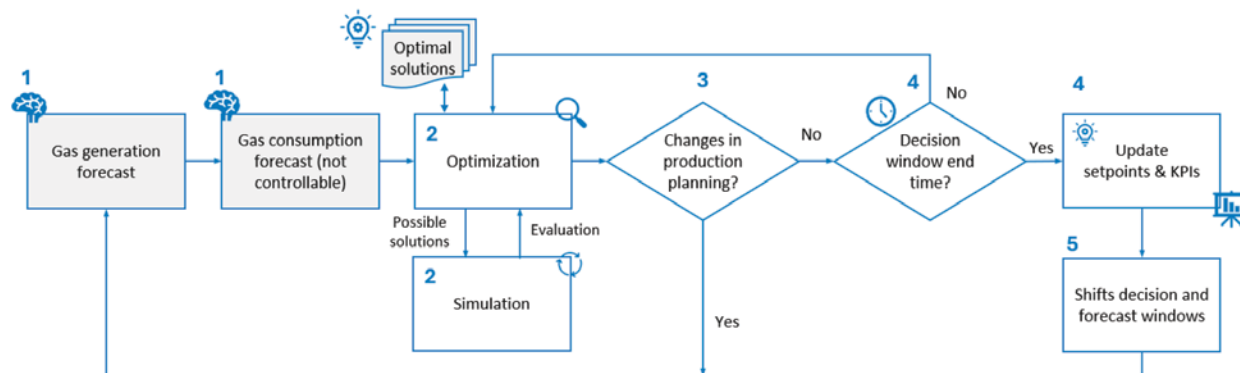 Optimal
solutions
1
Gas generation
forecast
1
Gas consumption
forecast (not
controllable)
2
Optimization
Possible
solutions
Evaluation
2
Simulation
3
Changes in
production
planning?
No
Yes
4
Decision
window end
time?
No
Yes
4
Update
setpoints & KPIs
5
Shifts decision and
forecast windows